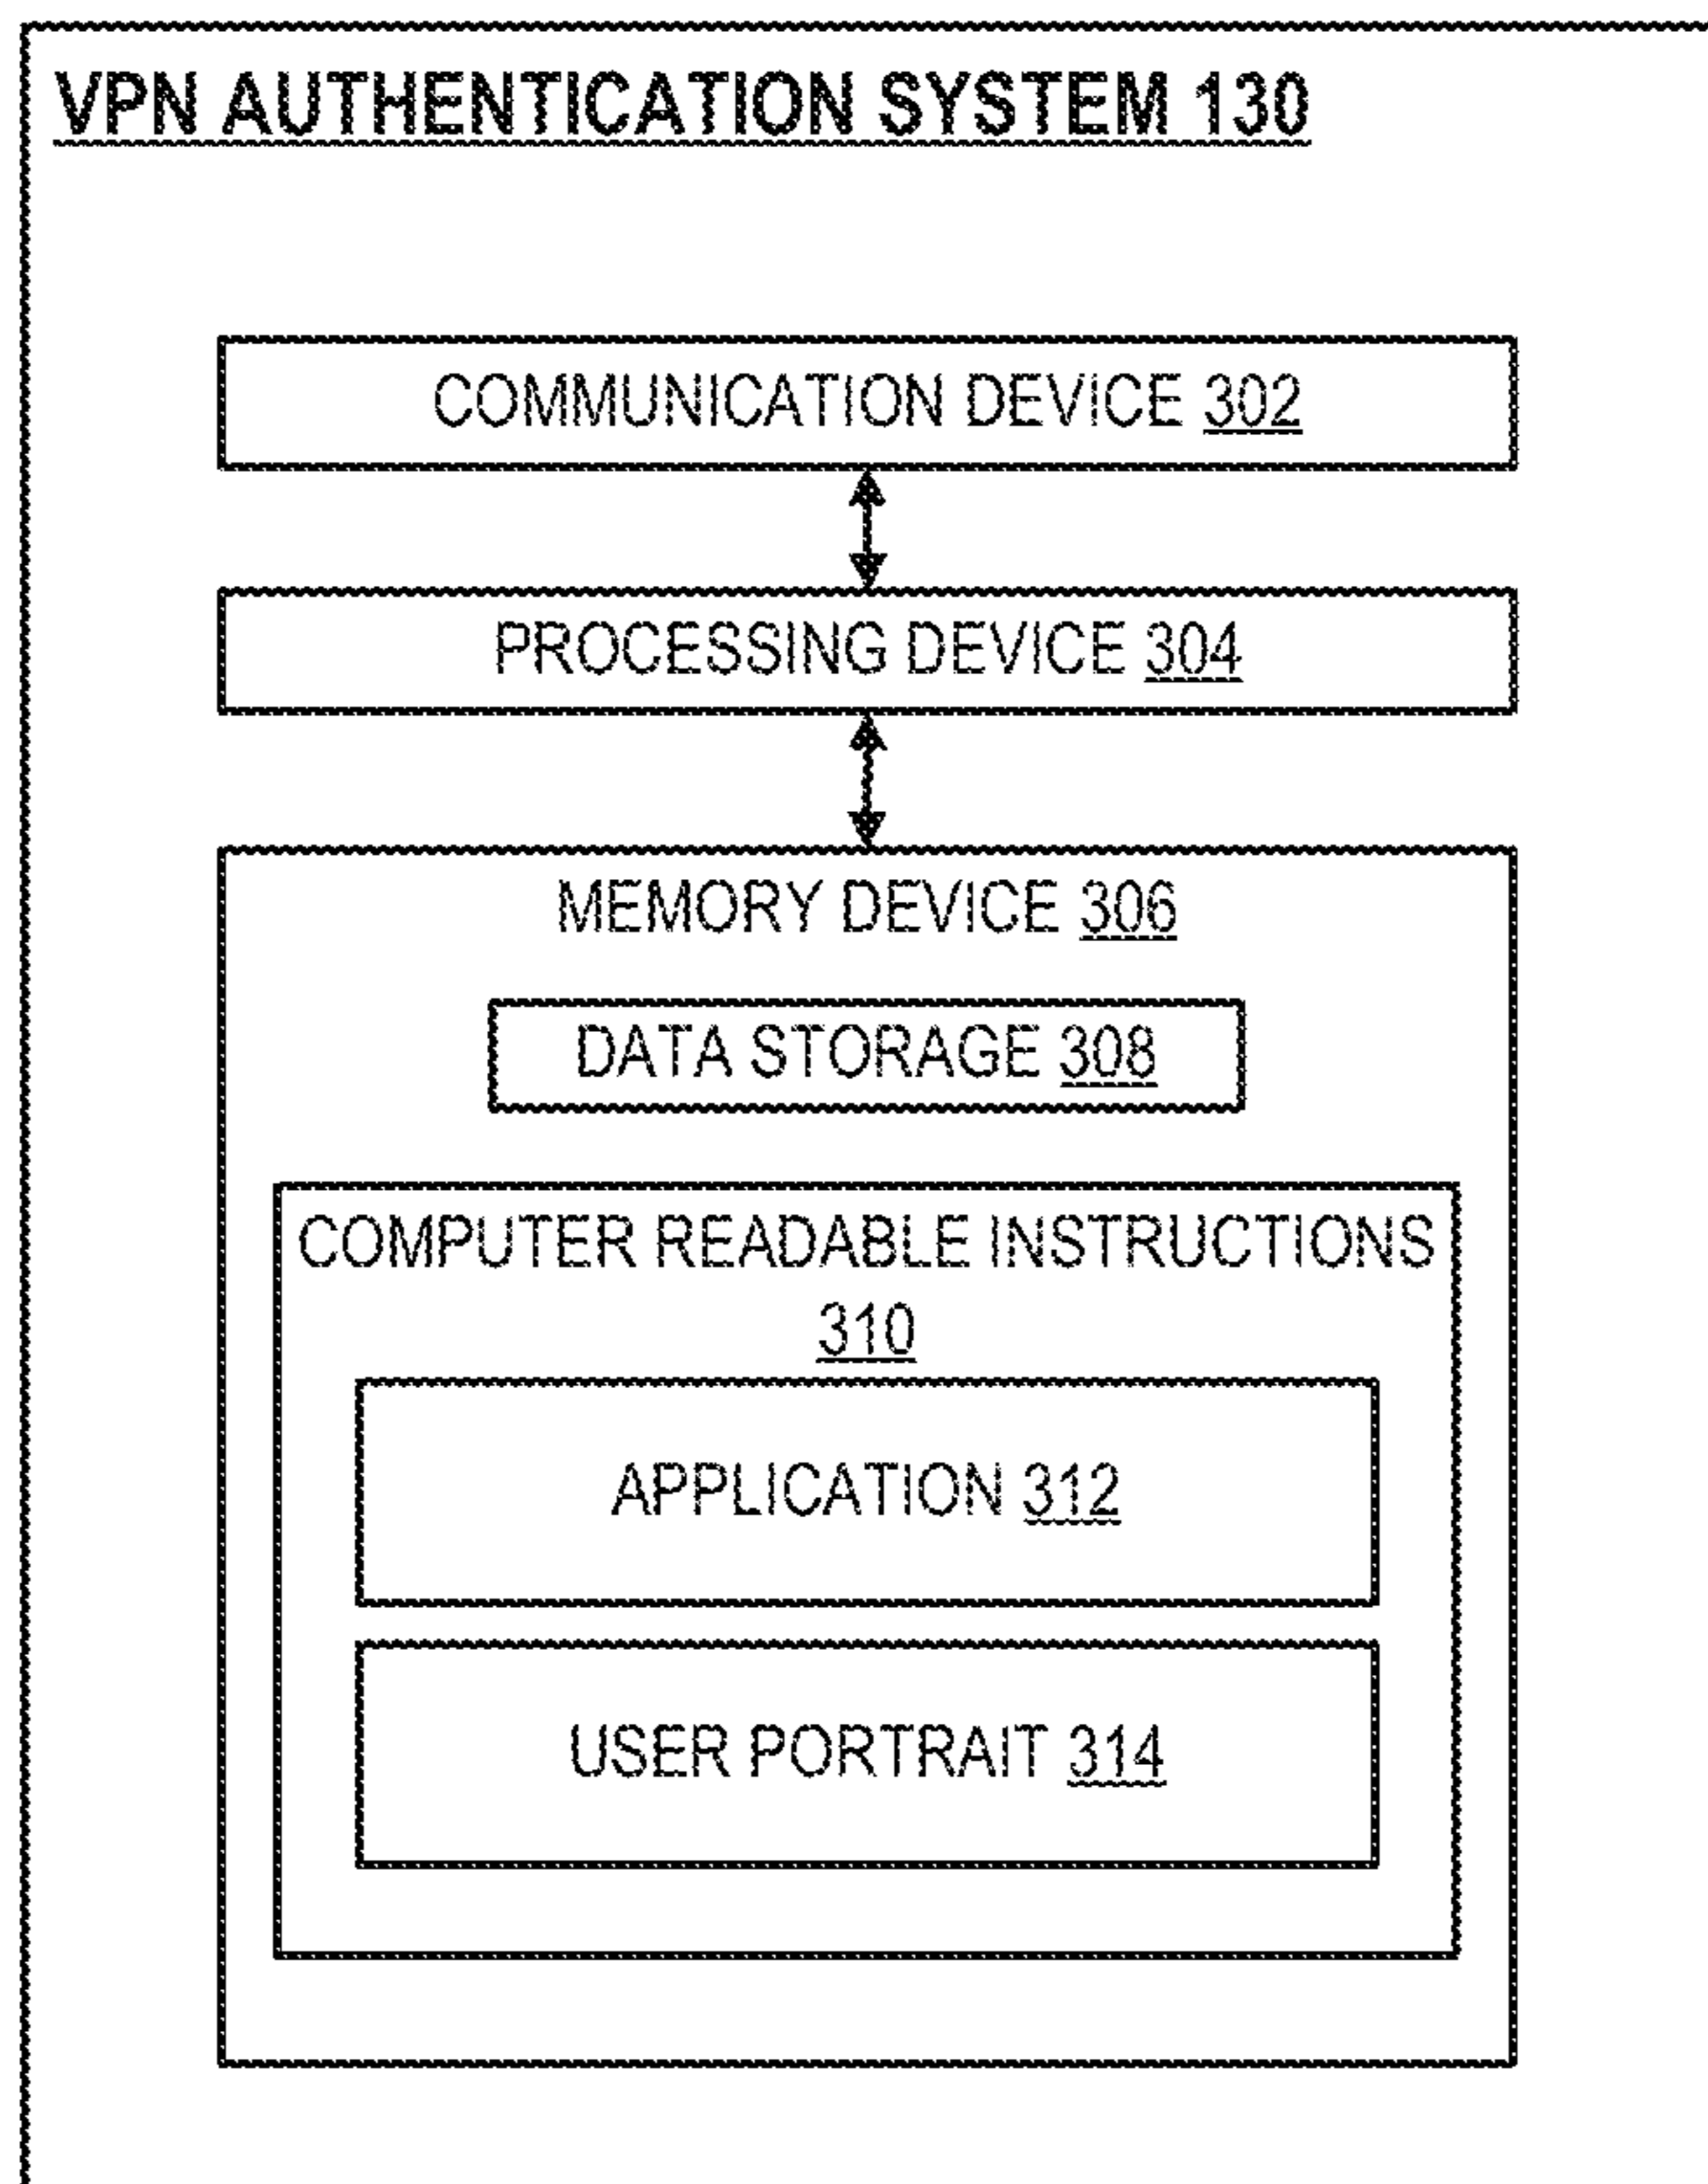 VPN AUTHENTICATION SYSTEM 130
COMMUNICATION DEVICE 302
PROCESSING DEVICE 304
MEMORY DEVICE 306
DATA STORAGE 308
COMPUTER READABLE INSTRUCTIONS
310
APPLICATION 312
USER PORTRAIT 314